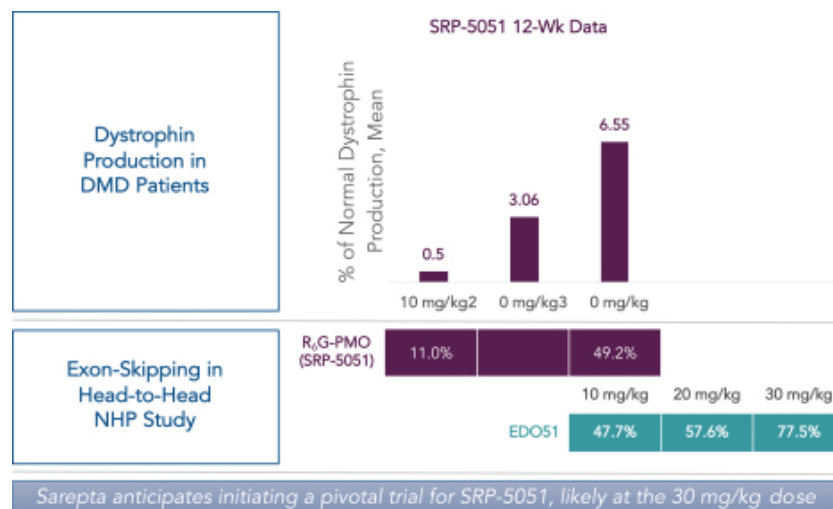 SRP-5051 12-Wk Data
Dystrophin
Production in
DMD Patients
% of Normal Dystrophin
Production, Mean
6.55
3.06
0.5
10 mg/kg2 0 mg/kg3 0 mg/kg
Exon-Skipping in
Head-to-Head
NHP Study
R₆G-PMO
(SRP-5051)
11.0% 49.2%
10 mg/kg 20 mg/kg 30 mg/kg
EDO51 47.7% 57.6% 77.5%
Sarepta anticipates initiating a pivotal trial for SRP-5051, likely at the 30 mg/kg dose